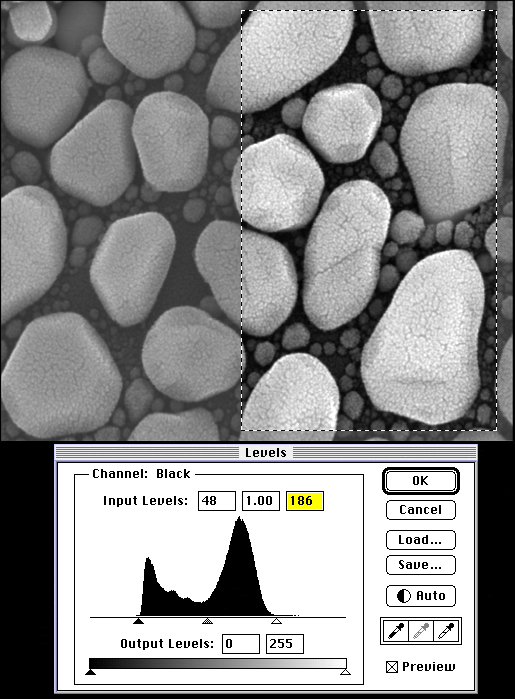 Levels
Channel: Black
Input Levels: 48 1.00 186
Output Levels: 0 255
OK
Cancel
Load...
Save...
Auto
Preview